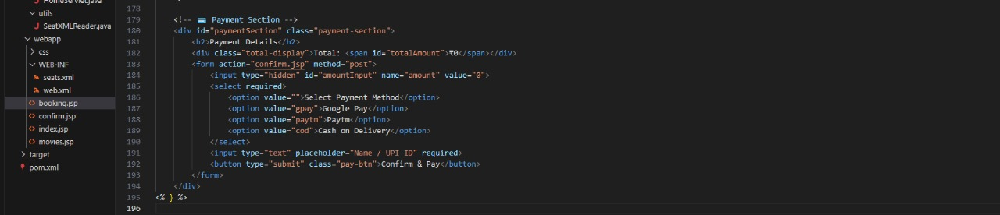 HomeServlet.java
utils
SeatXMLReader.java
webapp
css
WEB-INF
seats.xml
web.xml
booking.jsp
confirm.jsp
index.jsp
movies.jsp
target
pom.xml
178
179 <!-- 💳 Payment Section -->
180 <div id="paymentSection" class="payment-section">
181 <h2>Payment Details</h2>
182 <div class="total-display">Total: <span id="totalAmount">₹0</span></div>
183 <form action="confirm.jsp" method="post">
184 <input type="hidden" id="amountInput" name="amount" value="0">
185 <select required>
186 <option value="">Select Payment Method</option>
187 <option value="gpay">Google Pay</option>
188 <option value="paytm">Paytm</option>
189 <option value="cod">Cash on Delivery</option>
190 </select>
191 <input type="text" placeholder="Name / UPI ID" required>
192 <button type="submit" class="pay-btn">Confirm & Pay</button>
193 </form>
194 </div>
195 <% } %>
196